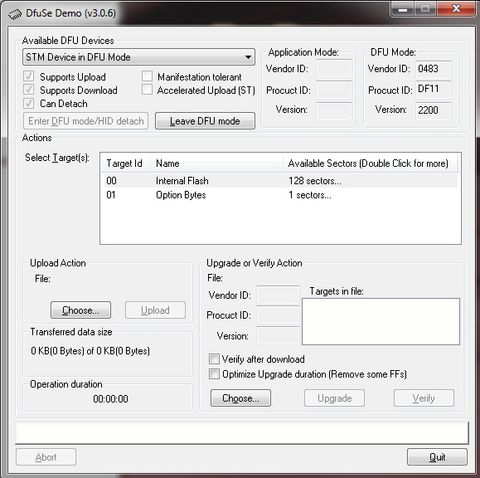 DfuSe Demo (v3.0.6)
Available DFU Devices
STM Device in DFU Mode
Supports Upload
Manifestation tolerant
Supports Download
Accelerated Upload (ST)
Can Detach
Enter DFU mode/HID detach
Leave DFU mode
Application Mode:
Vendor ID:
Procuct ID:
Version:
DFU Mode:
Vendor ID: 0483
Procuct ID: DF11
Version: 2200
Actions
Select Target(s):
Target Id Name Available Sectors (Double Click for more)
00 Internal Flash 128 sectors...
01 Option Bytes 1 sectors...
Upload Action
File:
Choose... Upload
Transferred data size
0 KB(0 Bytes) of 0 KB(0 Bytes)
Operation duration
00:00:00
Upgrade or Verify Action
File:
Vendor ID:
Procuct ID:
Version:
Targets in file:
Verify after download
Optimize Upgrade duration (Remove some FFs)
Choose... Upgrade Verify
Abort Quit